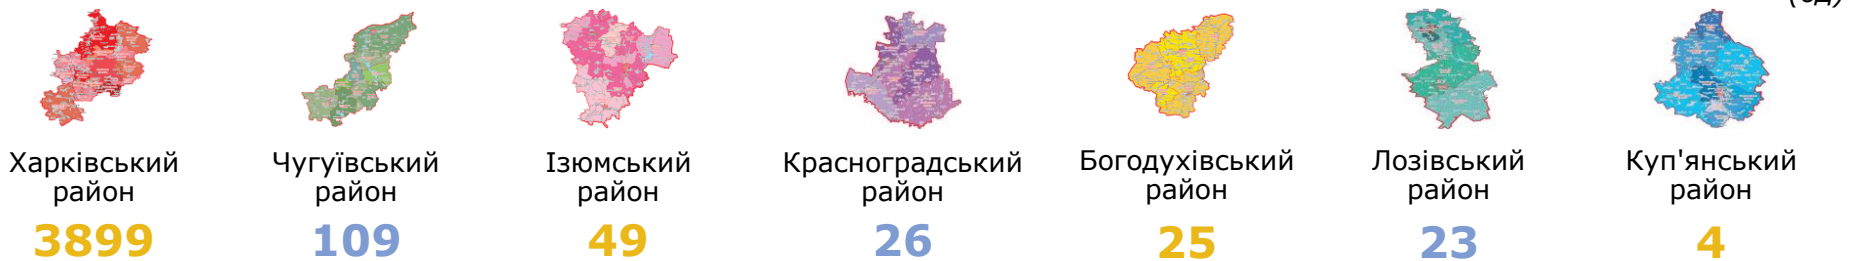 (од)
Харківський район
3899
Чугуївський район
109
Ізюмський район
49
Красноградський район
26
Богодухівський район
25
Лозівський район
23
Куп'янський район
4